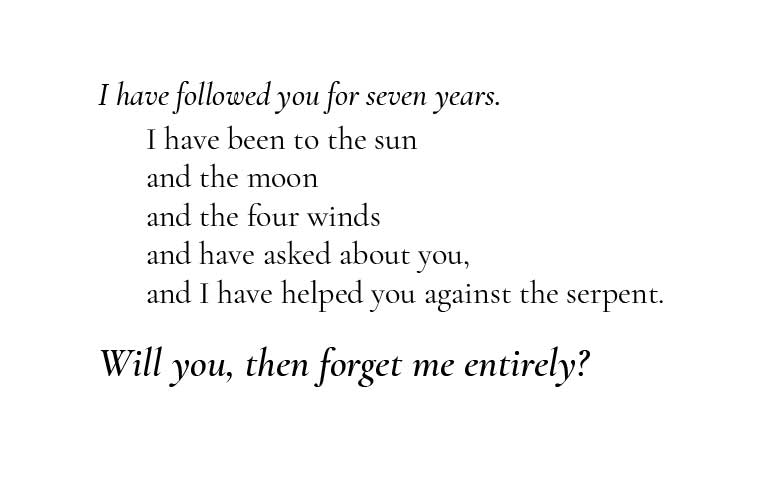 I have followed you for seven years.
I have been to the sun
and the moon
and the four winds
and have asked about you,
and I have helped you against the serpent.
Will you, then forget me entirely?